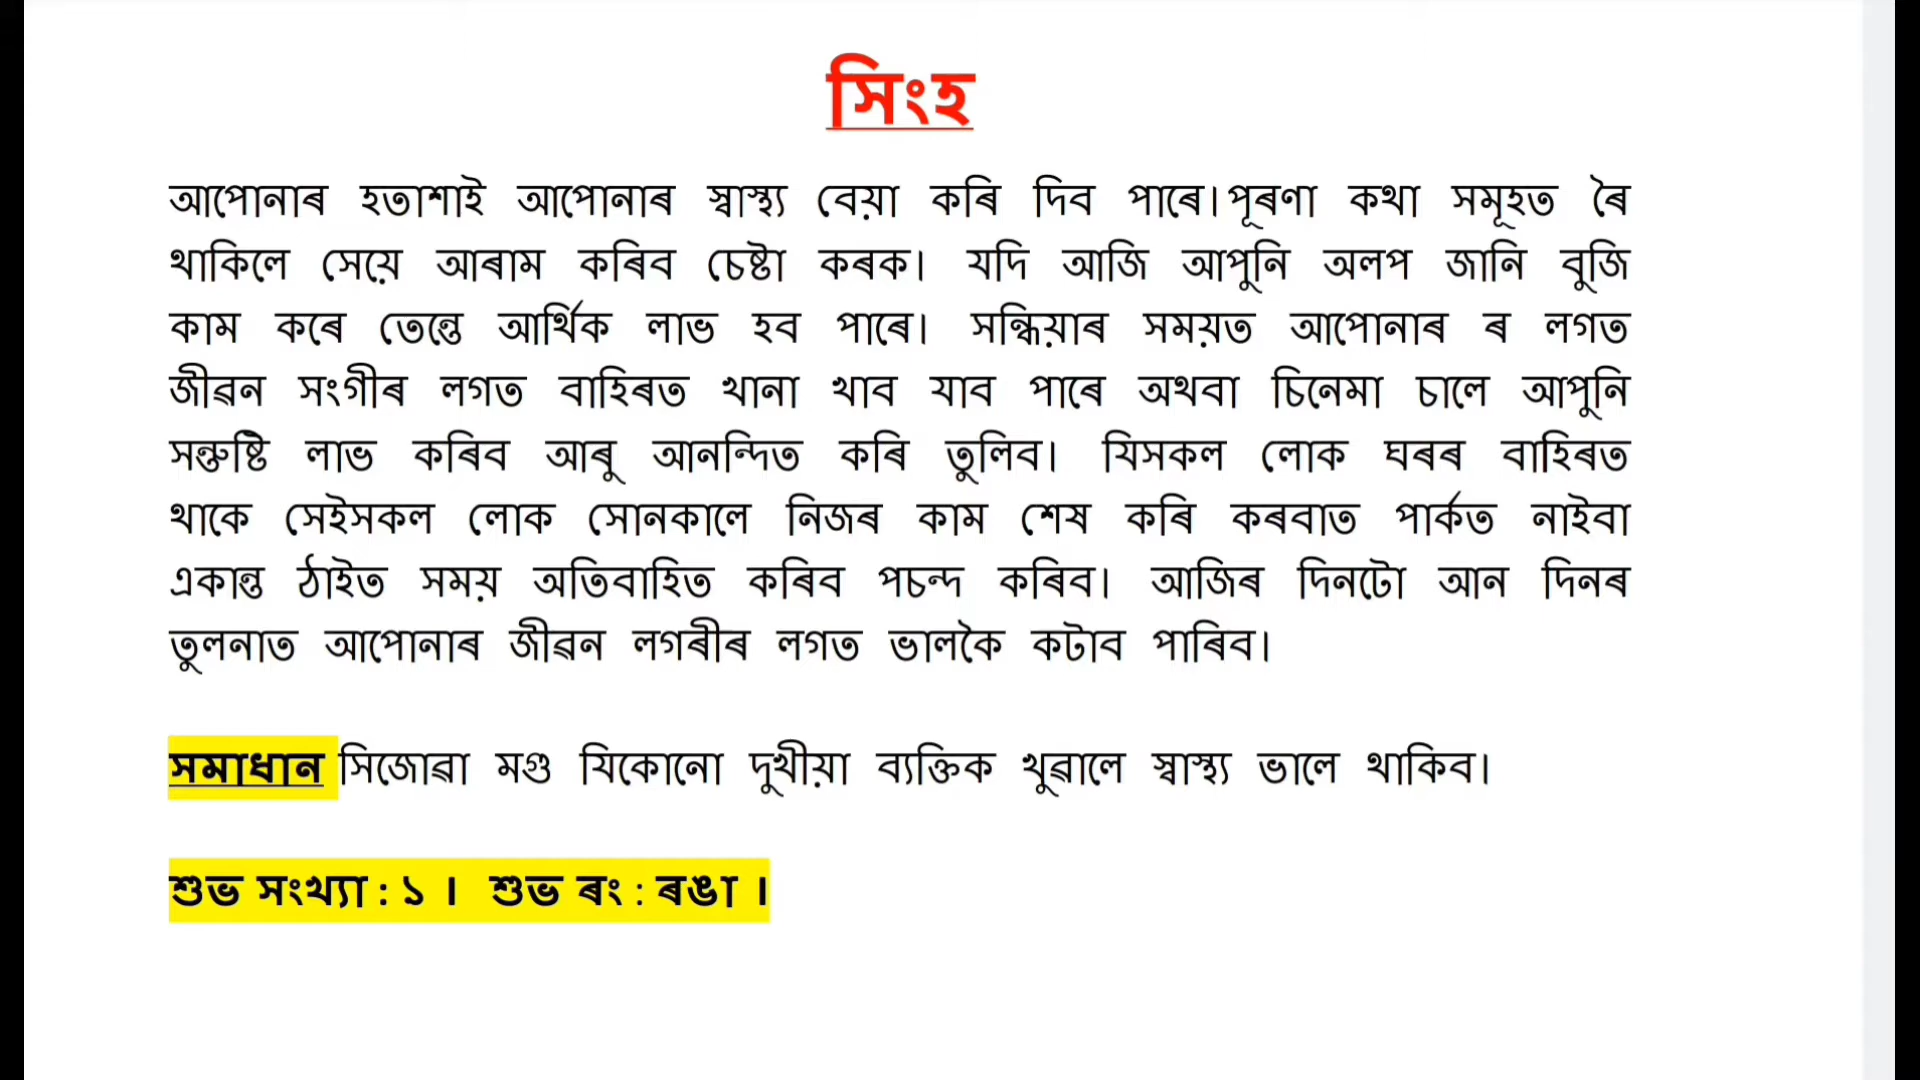 সিংহ
আপোনাৰ হতাশাই আপোনাৰ স্বাস্থ্য বেয়া কৰি দিব পাৰে। পূৰণা কথা সমূহত ৰৈ
থাকিলে সেয়ে আৰাম কৰিব চেষ্টা কৰক। যদি আজি আপুনি অলপ জানি বুজি
কাম কৰে তেন্তে আৰ্থিক লাভ হব পাৰে। সন্ধিয়াৰ সময়ত আপোনাৰ ৰ লগত
জীৱন সংগীৰ লগত বাহিৰত খানা খাব যাব পাৰে অথবা চিনেমা চালে আপুনি
সন্তুষ্টি লাভ কৰিব আৰু আনন্দিত কৰি তুলিব। যিসকল লোক ঘৰৰ বাহিৰত
থাকে সেইসকল লোক সোনকালে নিজৰ কাম শেষ কৰি কৰবাত পাৰ্কত নাইবা
একান্ত ঠাইত সময় অতিবাহিত কৰিব পচন্দ কৰিব। আজিৰ দিনটো আন দিনৰ
তুলনাত আপোনাৰ জীৱন লগৰীৰ লগত ভালকৈ কটাব পাৰিব।
সমাধান সিজোৱা মগু যিকোনো দুখীয়া ব্যক্তিক খুৱালে স্বাস্থ্য ভালে থাকিব।
শুভ সংখ্যা : ১ । শুভ ৰং : ৰঙা ।